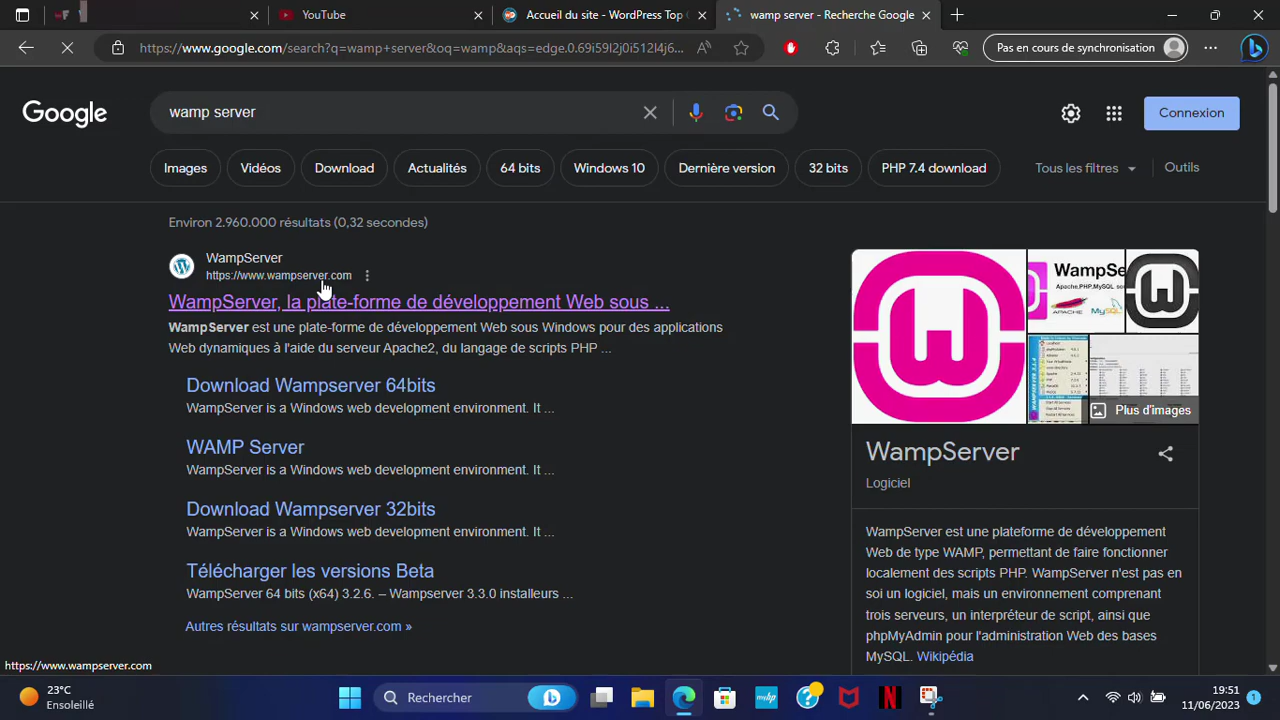 YouTube
Accueil du site - WordPress Top
wamp server - Recherche Google
https://www.google.com/search?q=wamp+server&oq=wamp&aqs=edge.0.69i59l2j0i512l4j6...
Pas en cours de synchronisation
Google
wamp server
Connexion
Images
Vidéos
Download
Actualités
64 bits
Windows 10
Dernière version
32 bits
PHP 7.4 download
Tous les filtres
Outils
Environ 2.960.000 résultats (0,32 secondes)
WampServer
https://www.wampserver.com
WampServer, la plate-forme de développement Web sous ...
WampServer est une plate-forme de développement Web sous Windows pour des applications
Web dynamiques à l'aide du serveur Apache2, du langage de scripts PHP ...
Download Wampserver 64bits
WampServer is a Windows web development environment. It ...
WAMP Server
WampServer is a Windows web development environment. It ...
Download Wampserver 32bits
WampServer is a Windows web development environment. It ...
Télécharger les versions Beta
WampServer 64 bits (x64) 3.2.6. – Wampserver 3.3.0 installeurs ...
Autres résultats sur wampserver.com »
WampSe
Apache,PHP,MySQL so
APACHE
MySQL
Plus d'images
WampServer
Logiciel
WampServer est une plateforme de développement
Web de type WAMP, permettant de faire fonctionner
localement des scripts PHP. WampServer n'est pas en
soi un logiciel, mais un environnement comprenant
trois serveurs, un interpréteur de script, ainsi que
phpMyAdmin pour l'administration Web des bases
MySQL. Wikipédia
https://www.wampserver.com
23°C
Ensoleillé
Rechercher
19:51
11/06/2023
1